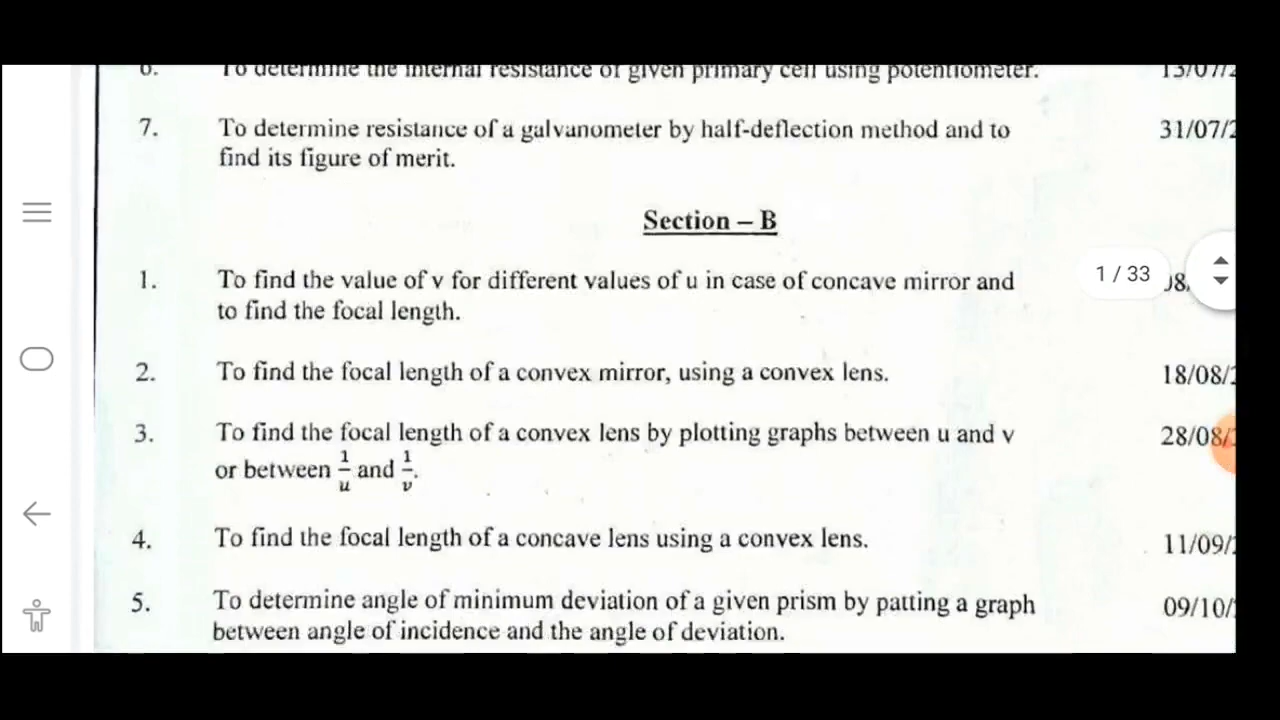 6. To determine the internal resistance of given primary cell using potentiometer. 13/07/2
7. To determine resistance of a galvanometer by half-deflection method and to 31/07/2
find its figure of merit.
Section – B
1. To find the value of v for different values of u in case of concave mirror and 08
to find the focal length.
1 / 33
2. To find the focal length of a convex mirror, using a convex lens. 18/08/
3. To find the focal length of a convex lens by plotting graphs between u and v 28/08/
or between 1/u and 1/v.
4. To find the focal length of a concave lens using a convex lens. 11/09/
5. To determine angle of minimum deviation of a given prism by patting a graph 09/10/
between angle of incidence and the angle of deviation.